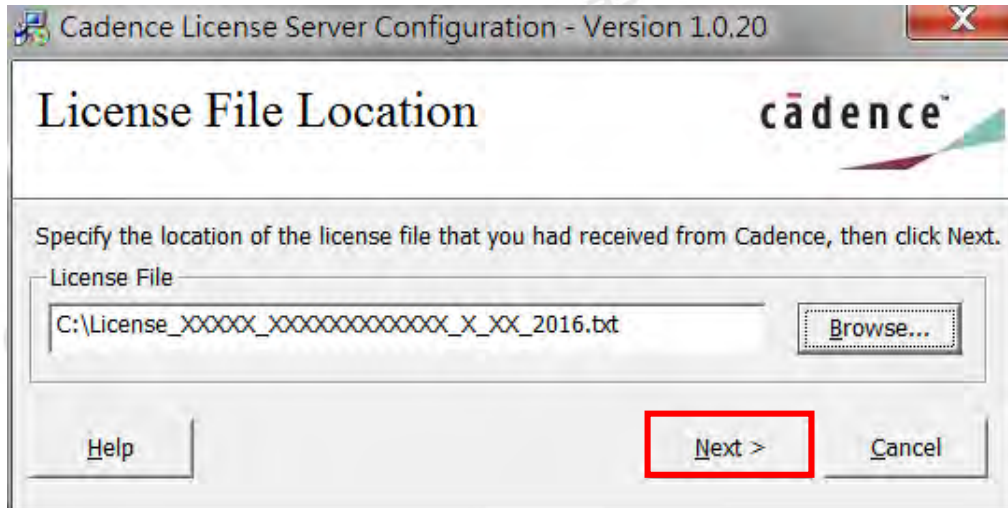 Cadence License Server Configuration - Version 1.0.20
X
License File Location
cādence™
Specify the location of the license file that you had received from Cadence, then click Next.
License File
C:\License_XXXXX_XXXXXXXXXXXX_X_XX_2016.txt
Browse...
Help
Next >
Cancel